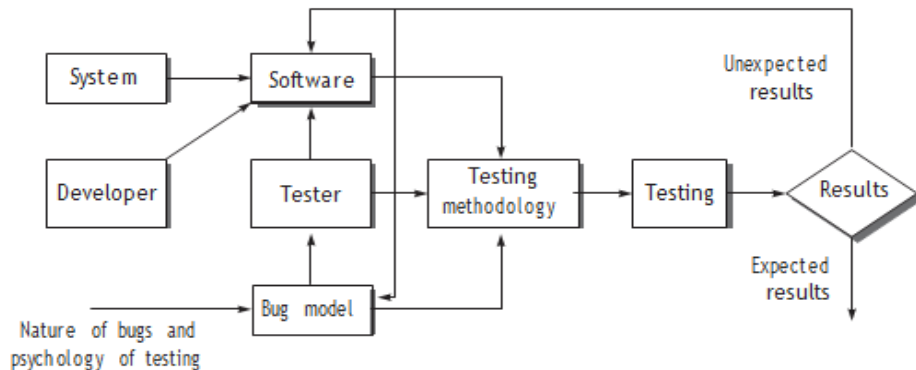 System
Software
Unexpected
results
Developer
Tester
Testing
methodology
Testing
Results
Expected
results
Bug model
Nature of bugs and
psychology of testing